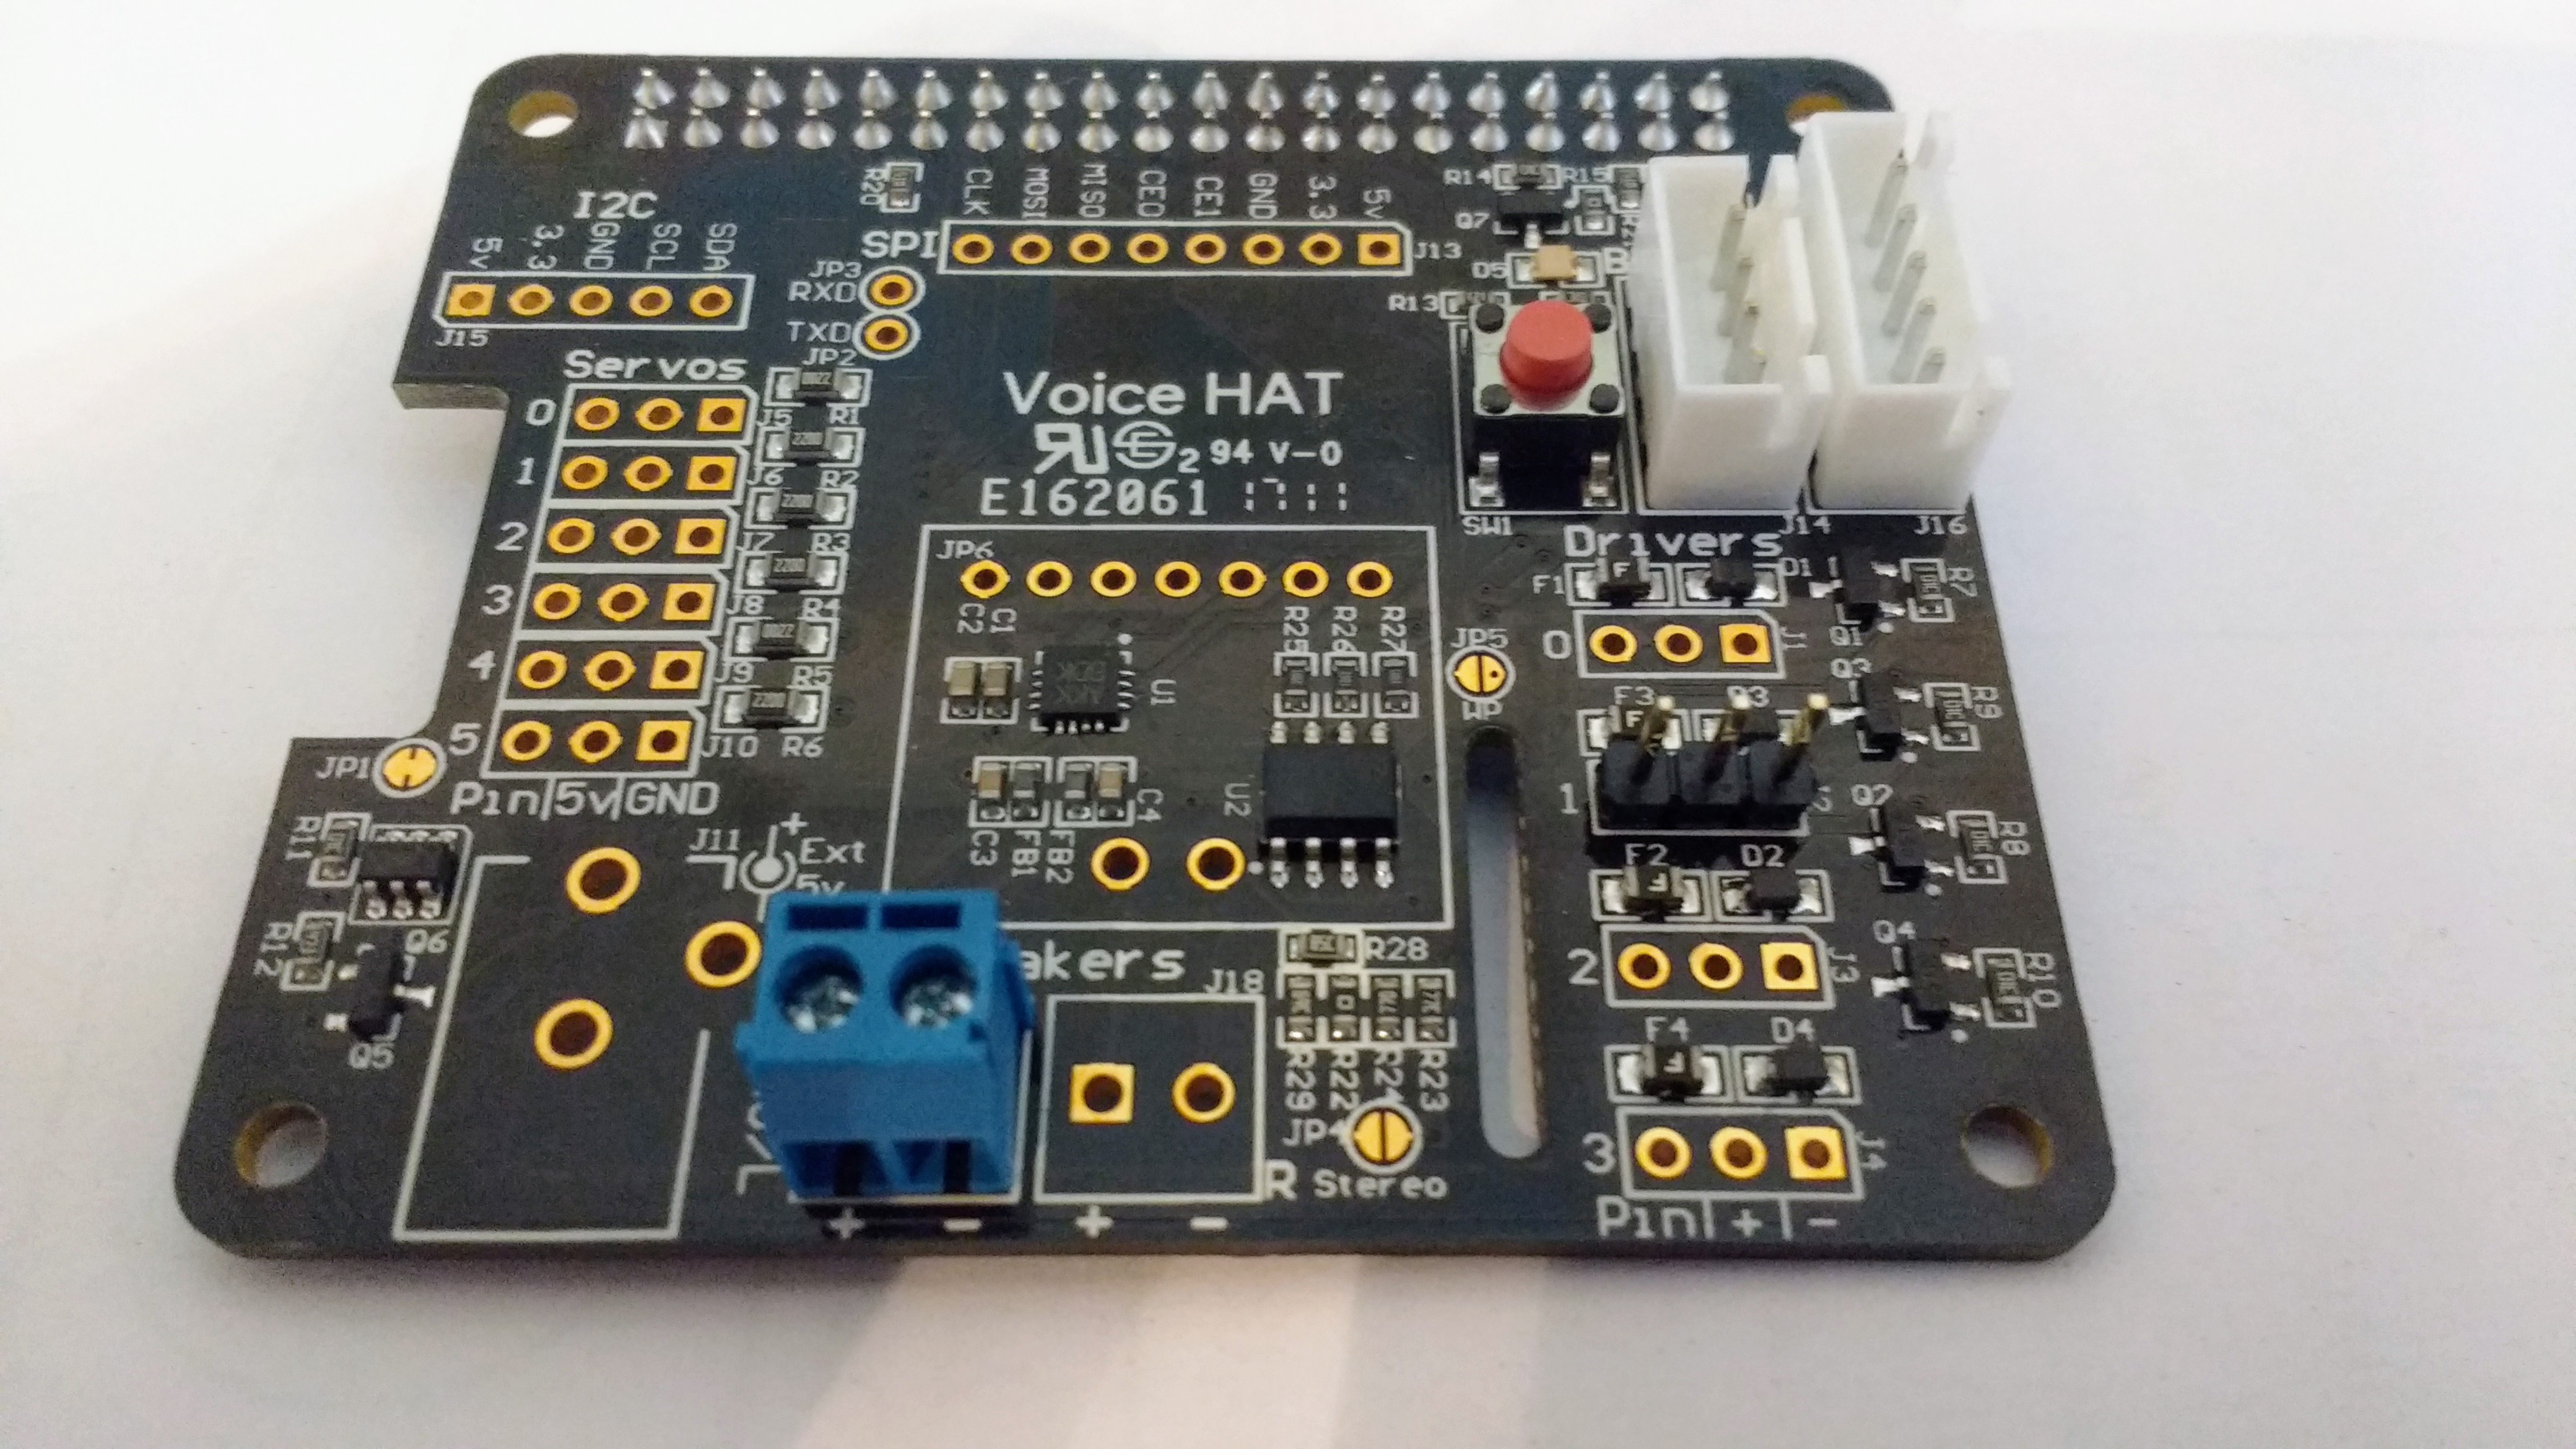 I2C
5v
3.3
GND
SCL
SDA
J15
R20
CLK
MOSI
MISO
CE0
CE1
GND
3.3
5v
SPI
J13
JP3
RXD
TXD
JP2
R14
R15
Q7
D5
R13
SW1
J14
J16
Servos
0
J5
R1
1
J6
R2
2
J7
R3
3
J8
R4
4
J9
R5
5
J10
R6
2200
2200
2200
2200
JP1
Pin|5v|GND
Voice HAT
94 V-0
E162061
JP6
C2
C1
U1
R25
R26
R27
JP5
WP
U2
C3
FB1
FB2
C4
Drivers
F1
D1
R7
0
J1
Q1
Q3
F3
R9
1
Q2
R8
F2
D2
2
J3
Q4
R10
F4
D4
3
J4
Pin|+|-
R11
Q6
R12
Q5
J11
+
Ext
5v
akers
J18
R28
R29
R22
R23
JP4
R Stereo
+ - + -